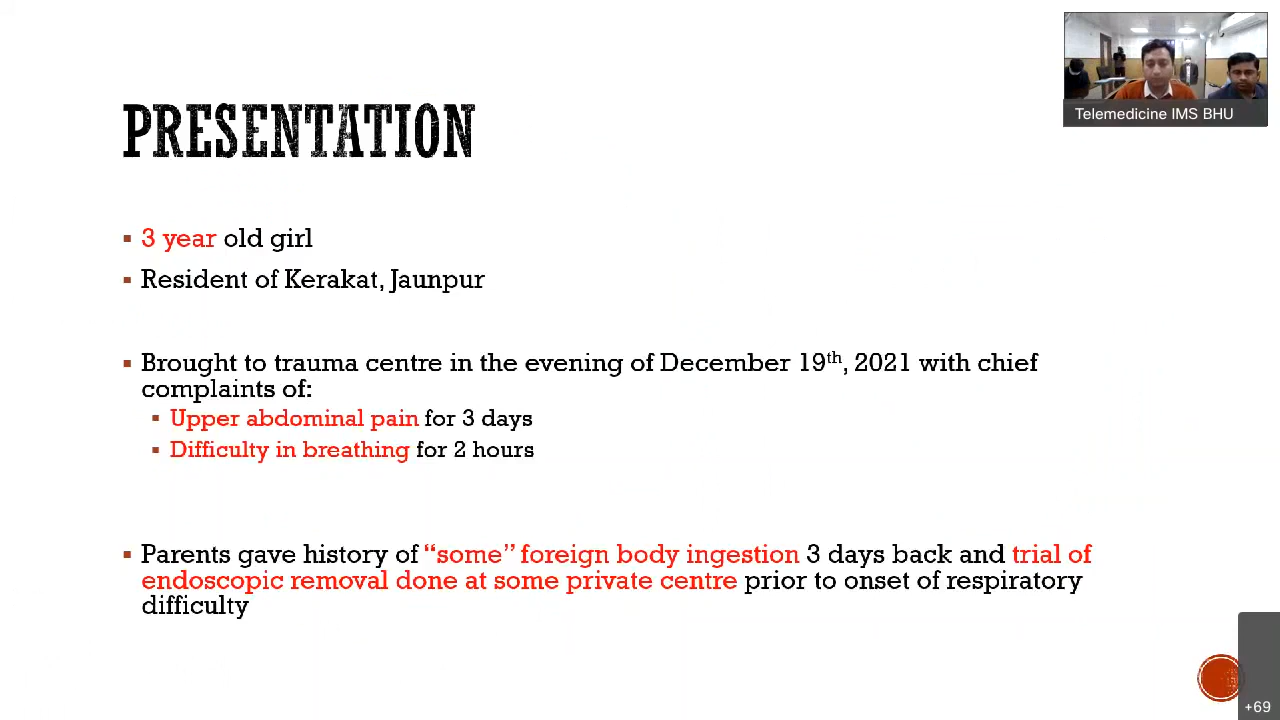 Telemedicine IMS BHU
PRESENTATION
3 year old girl
Resident of Kerakat, Jaunpur
Brought to trauma centre in the evening of December 19th, 2021 with chief
complaints of:
Upper abdominal pain for 3 days
Difficulty in breathing for 2 hours
Parents gave history of “some” foreign body ingestion 3 days back and trial of
endoscopic removal done at some private centre prior to onset of respiratory
difficulty
+69